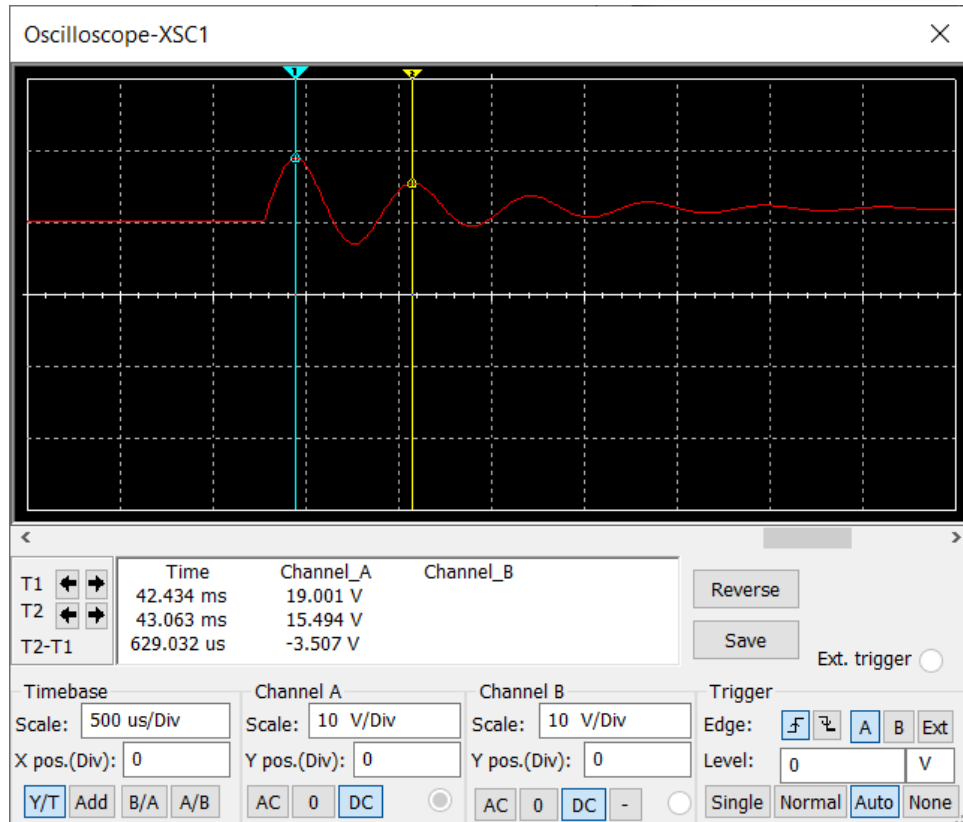 Oscilloscope-XSC1
1 2
T1
T2
T2-T1
Time Channel_A Channel_B
42.434 ms 19.001 V
43.063 ms 15.494 V
629.032 us -3.507 V
Reverse
Save
Ext. trigger
Timebase
Scale: 500 us/Div
X pos.(Div): 0
Y/T Add B/A A/B
Channel A
Scale: 10 V/Div
Y pos.(Div): 0
AC 0 DC
Channel B
Scale: 10 V/Div
Y pos.(Div): 0
AC 0 DC -
Trigger
Edge: A B Ext
Level: 0 V
Single Normal Auto None